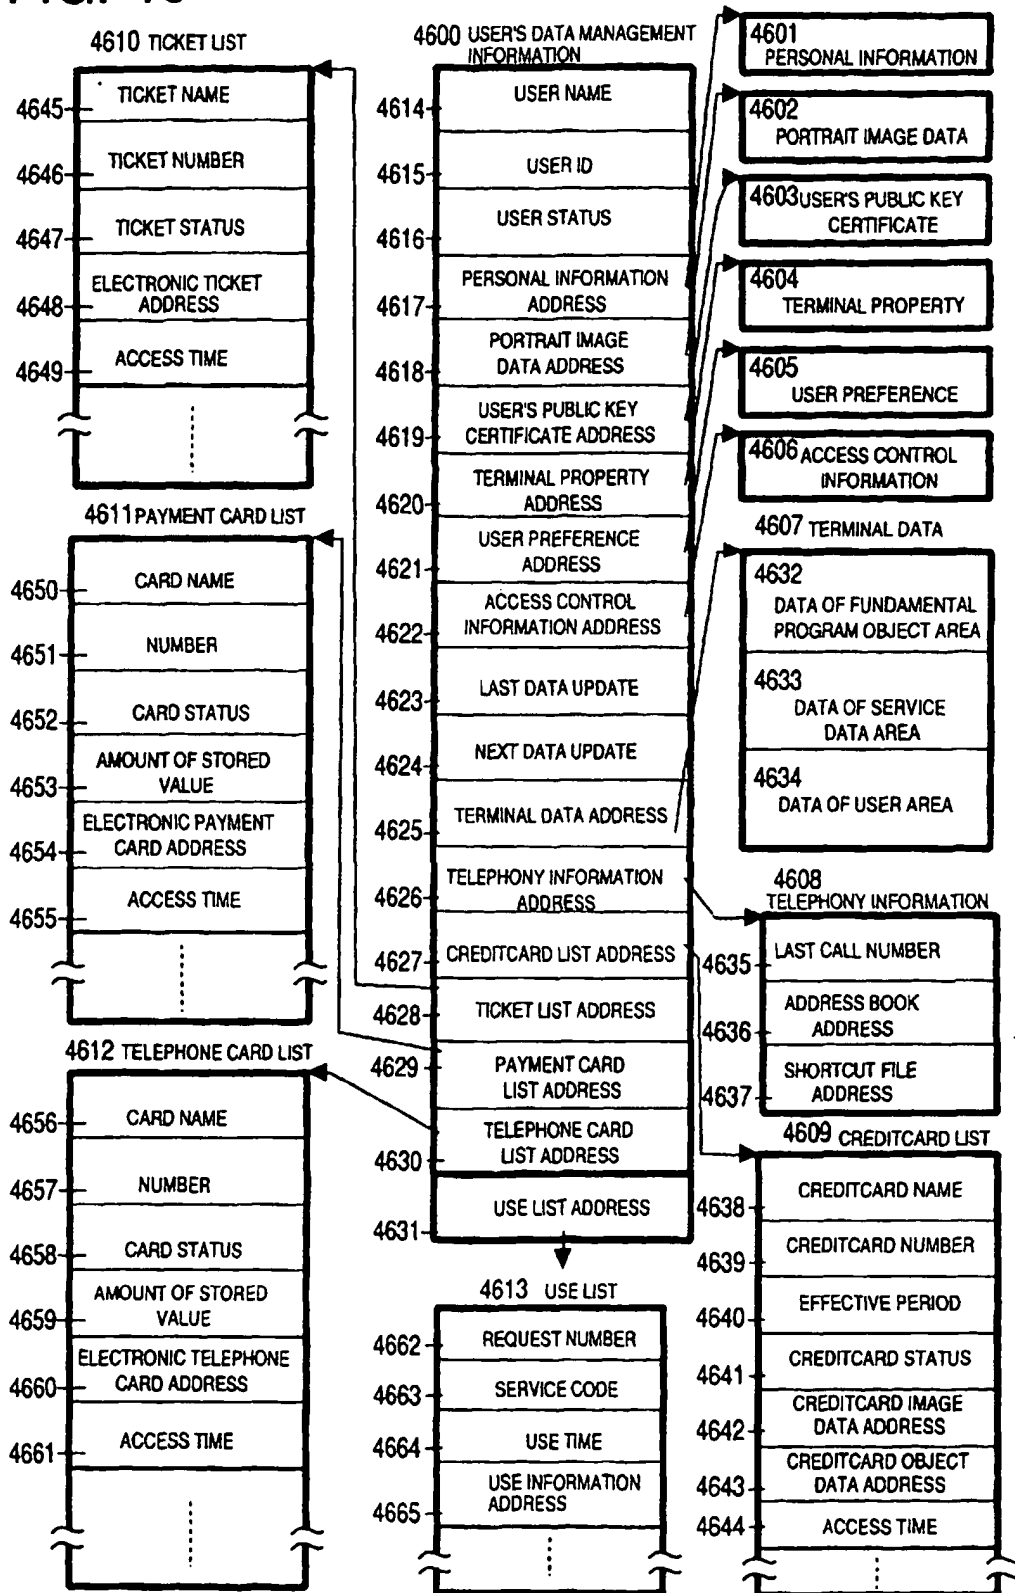 4610 TICKET LIST
4645 TICKET NAME
4646 TICKET NUMBER
4647 TICKET STATUS
4648 ELECTRONIC TICKET
ADDRESS
4649 ACCESS TIME
4611 PAYMENT CARD LIST
4650 CARD NAME
4651 NUMBER
4652 CARD STATUS
4653 AMOUNT OF STORED
VALUE
4654 ELECTRONIC PAYMENT
CARD ADDRESS
4655 ACCESS TIME
4612 TELEPHONE CARD LIST
4656 CARD NAME
4657 NUMBER
4658 CARD STATUS
4659 AMOUNT OF STORED
VALUE
4660 ELECTRONIC TELEPHONE
CARD ADDRESS
4661 ACCESS TIME
4600 USER'S DATA MANAGEMENT
INFORMATION
4614 USER NAME
4615 USER ID
4616 USER STATUS
4617 PERSONAL INFORMATION
ADDRESS
4618 PORTRAIT IMAGE
DATA ADDRESS
4619 USER'S PUBLIC KEY
CERTIFICATE ADDRESS
4620 TERMINAL PROPERTY
ADDRESS
4621 USER PREFERENCE
ADDRESS
4622 ACCESS CONTROL
INFORMATION ADDRESS
4623 LAST DATA UPDATE
4624 NEXT DATA UPDATE
4625 TERMINAL DATA ADDRESS
4626 TELEPHONY INFORMATION
ADDRESS
4627 CREDITCARD LIST ADDRESS
4628 TICKET LIST ADDRESS
4629 PAYMENT CARD
LIST ADDRESS
4630 TELEPHONE CARD
LIST ADDRESS
4631 USE LIST ADDRESS
4613 USE LIST
4662 REQUEST NUMBER
4663 SERVICE CODE
4664 USE TIME
4665 USE INFORMATION
ADDRESS
4601
PERSONAL INFORMATION
4602
PORTRAIT IMAGE DATA
4603 USER'S PUBLIC KEY
CERTIFICATE
4604
TERMINAL PROPERTY
4605
USER PREFERENCE
4606 ACCESS CONTROL
INFORMATION
4607 TERMINAL DATA
4632
DATA OF FUNDAMENTAL
PROGRAM OBJECT AREA
4633
DATA OF SERVICE
DATA AREA
4634
DATA OF USER AREA
4608
TELEPHONY INFORMATION
4635 LAST CALL NUMBER
4636 ADDRESS BOOK
ADDRESS
4637 SHORTCUT FILE
ADDRESS
4609 CREDITCARD LIST
4638 CREDITCARD NAME
4639 CREDITCARD NUMBER
4640 EFFECTIVE PERIOD
4641 CREDITCARD STATUS
4642 CREDITCARD IMAGE
DATA ADDRESS
4643 CREDITCARD OBJECT
DATA ADDRESS
4644 ACCESS TIME